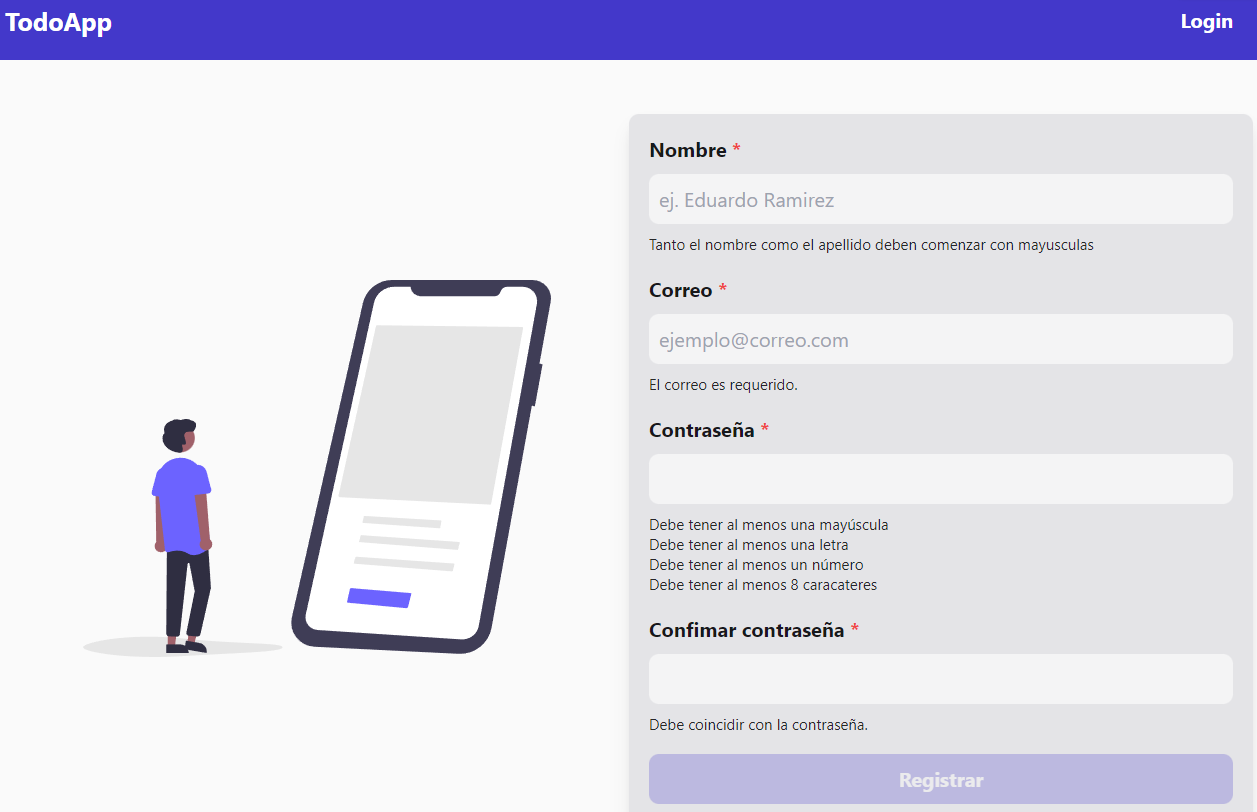 TodoApp
Login
Nombre *
ej. Eduardo Ramirez
Tanto el nombre como el apellido deben comenzar con mayusculas
Correo *
ejemplo@correo.com
El correo es requerido.
Contraseña *
Debe tener al menos una mayúscula
Debe tener al menos una letra
Debe tener al menos un número
Debe tener al menos 8 caracateres
Confimar contraseña *
Debe coincidir con la contraseña.
Registrar